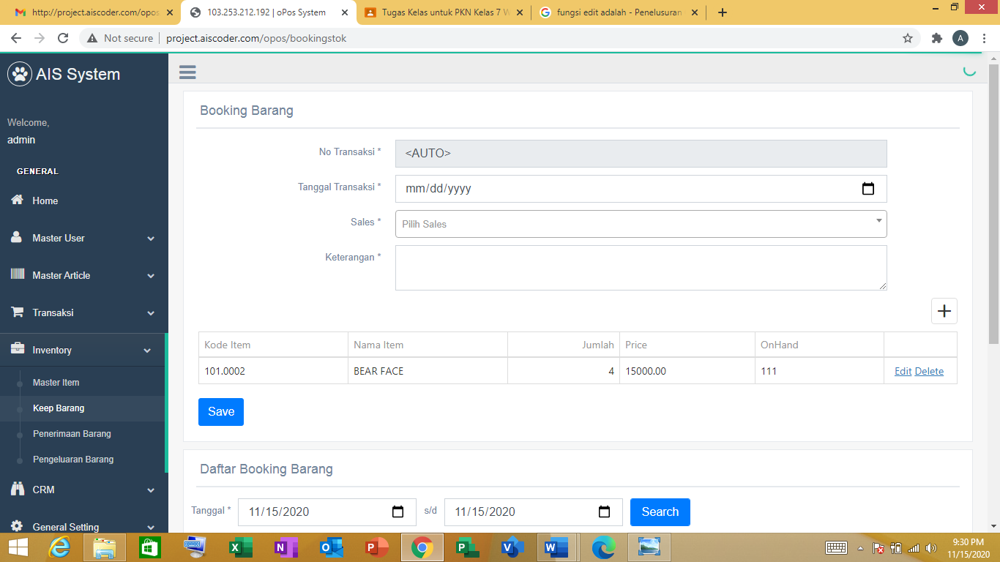 http://project.aiscoder.com/opos
103.253.212.192 | oPos System
Tugas Kelas untuk PKN Kelas 7 W
fungsi edit adalah - Penelusuran
Not secure
project.aiscoder.com/opos/bookingstok
A
AIS System
Welcome,
admin
GENERAL
Home
Master User
Master Article
Transaksi
Inventory
Master Item
Keep Barang
Penerimaan Barang
Pengeluaran Barang
CRM
General Setting
Booking Barang
No Transaksi *
<AUTO>
Tanggal Transaksi *
mm/dd/yyyy
Sales *
Pilih Sales
Keterangan *
Kode Item Nama Item Jumlah Price OnHand
101.0002 BEAR FACE 4 15000.00 111 Edit Delete
Save
Daftar Booking Barang
Tanggal * 11/15/2020 s/d 11/15/2020 Search
9:30 PM
11/15/2020